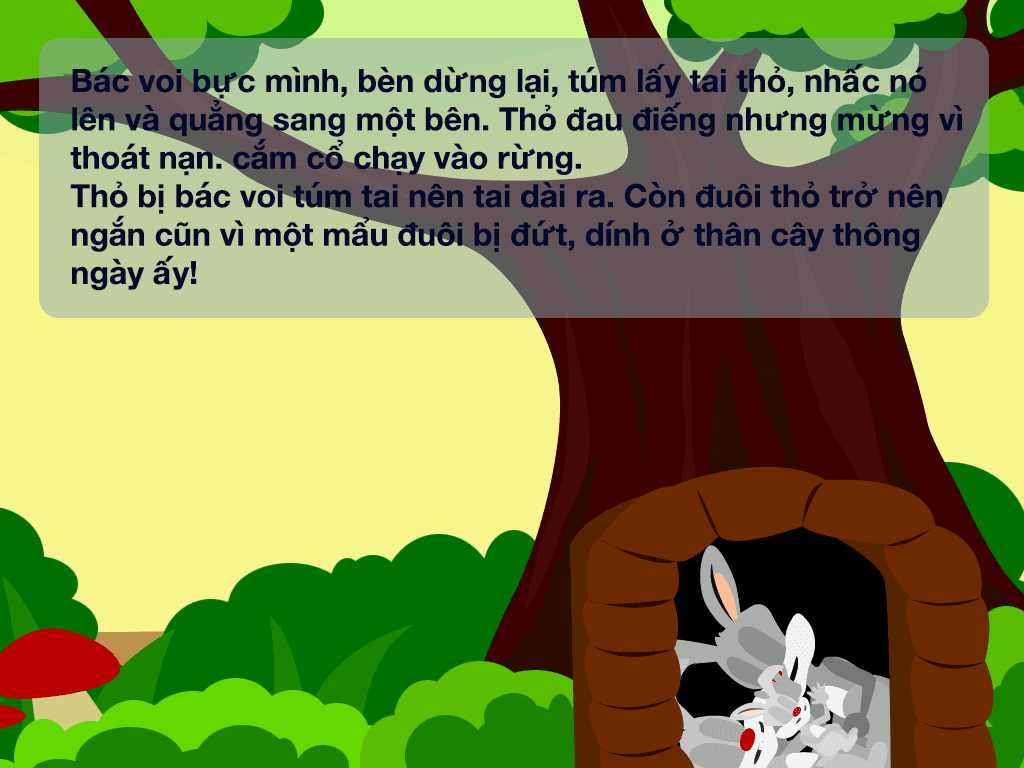 Bác voi bực mình, bèn dừng lại, túm lấy tai thỏ, nhấc nó
lên và quẳng sang một bên. Thỏ đau điếng nhưng mừng vì
thoát nạn. cắm cổ chạy vào rừng.
Thỏ bị bác voi túm tai nên tai dài ra. Còn đuôi thỏ trở nên
ngắn cũn vì một mẩu đuôi bị đứt, dính ở thân cây thông
ngày ấy!